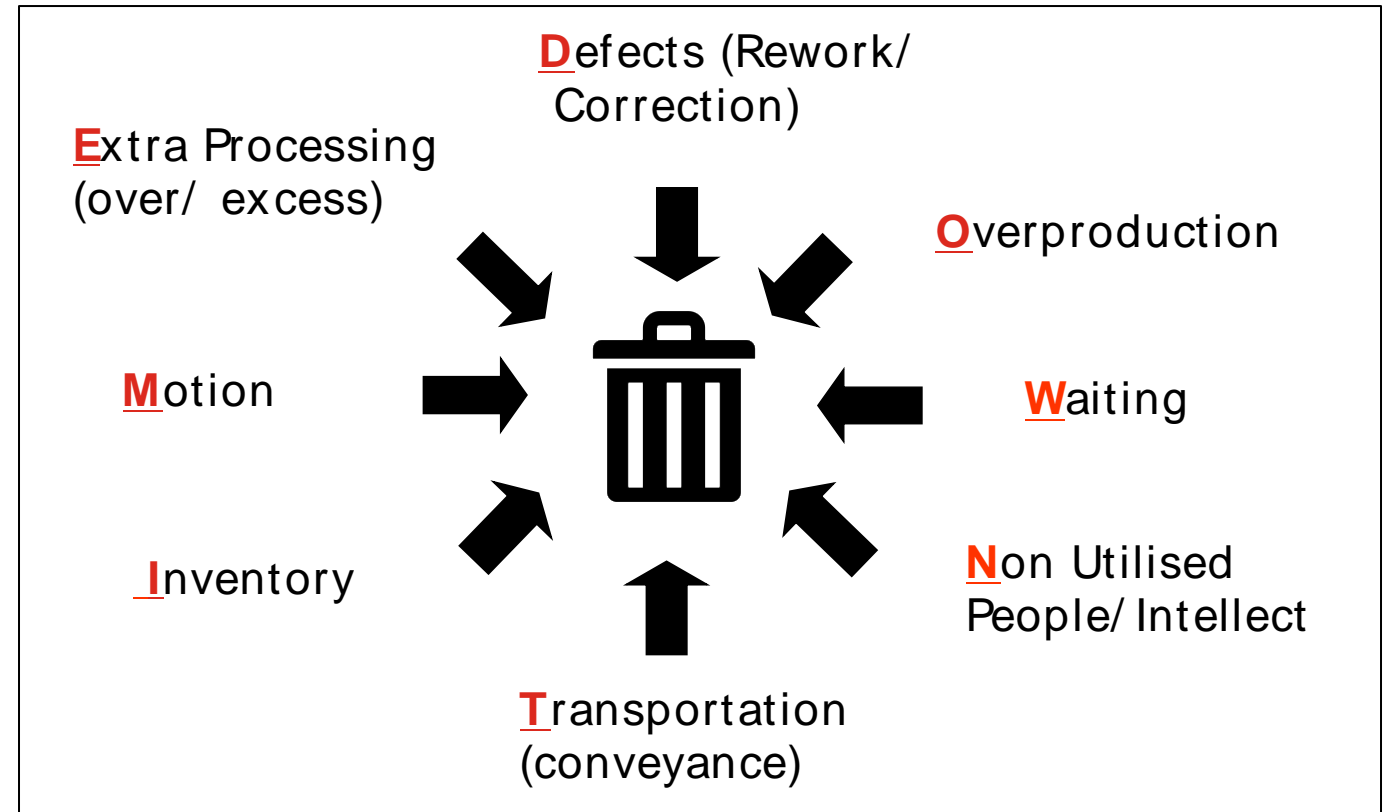 Defects (Rework/
Correction)
Overproduction
Waiting
Non Utilised
People/ Intellect
Transportation
(conveyance)
Inventory
Motion
Extra Processing
(over/ excess)